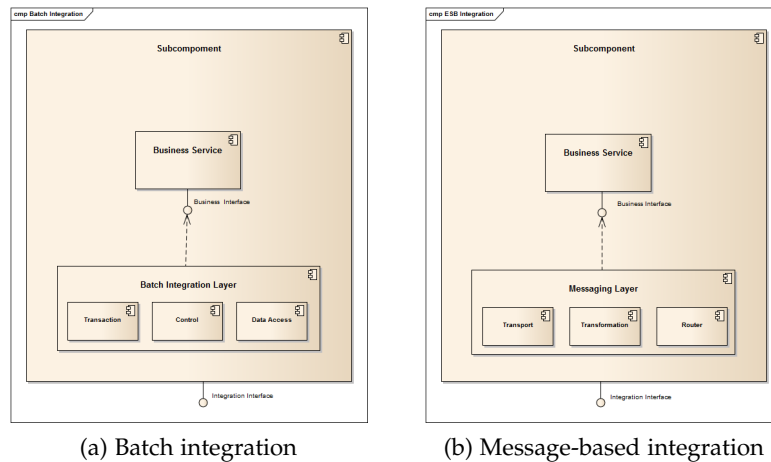 cmp Batch Integration
Subcompoment
Business Service
Business Interface
Batch Integration Layer
Transaction
Control
Data Access
Integration Interface
(a) Batch integration
cmp ESB Integration
Subcomponent
Business Service
Business Interface
Messaging Layer
Transport
Transformation
Router
Integration Interface
(b) Message-based integration